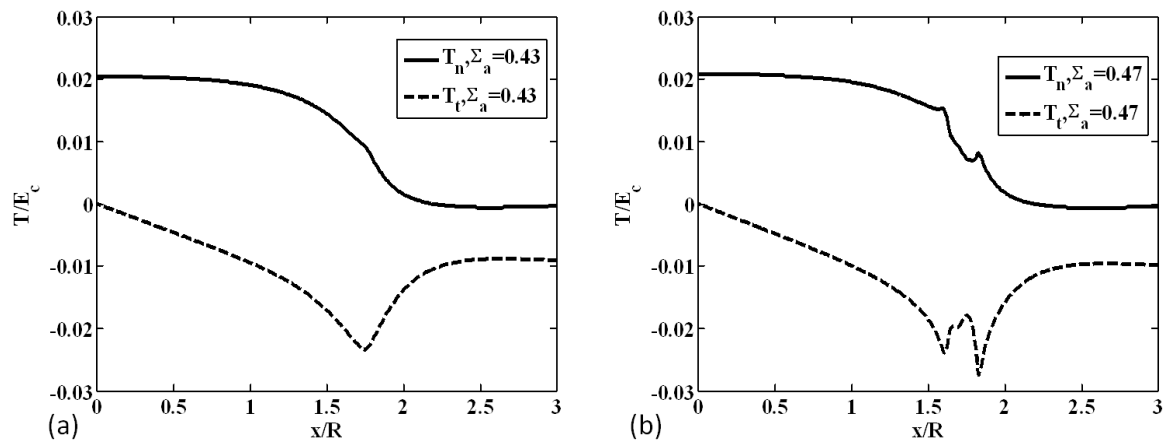 0.03
0.02
0.01
0
-0.01
-0.02
-0.03
T/E_c
T_n,Σ_a=0.43
T_t,Σ_a=0.43
0 0.5 1 1.5 2 2.5 3
x/R
(a)
0.03
0.02
0.01
0
-0.01
-0.02
-0.03
T/E_c
T_n,Σ_a=0.47
T_t,Σ_a=0.47
0 0.5 1 1.5 2 2.5 3
x/R
(b)